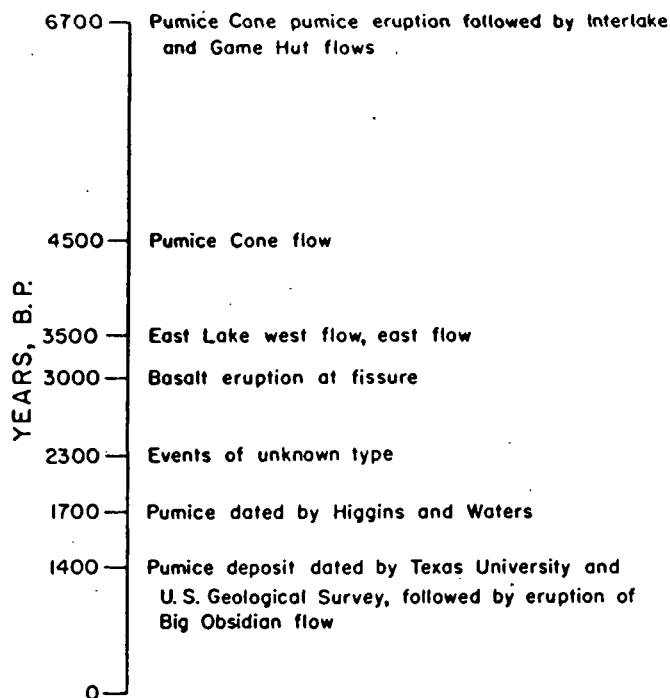 6700 Pumice Cone pumice eruption followed by Interlake
and Game Hut flows
4500 Pumice Cone flow
3500 East Lake west flow, east flow
3000 Basalt eruption at fissure
2300 Events of unknown type
1700 Pumice dated by Higgins and Waters
1400 Pumice deposit dated by Texas University and
U. S. Geological Survey, followed by eruption of
Big Obsidian flow
0
YEARS, B.P.